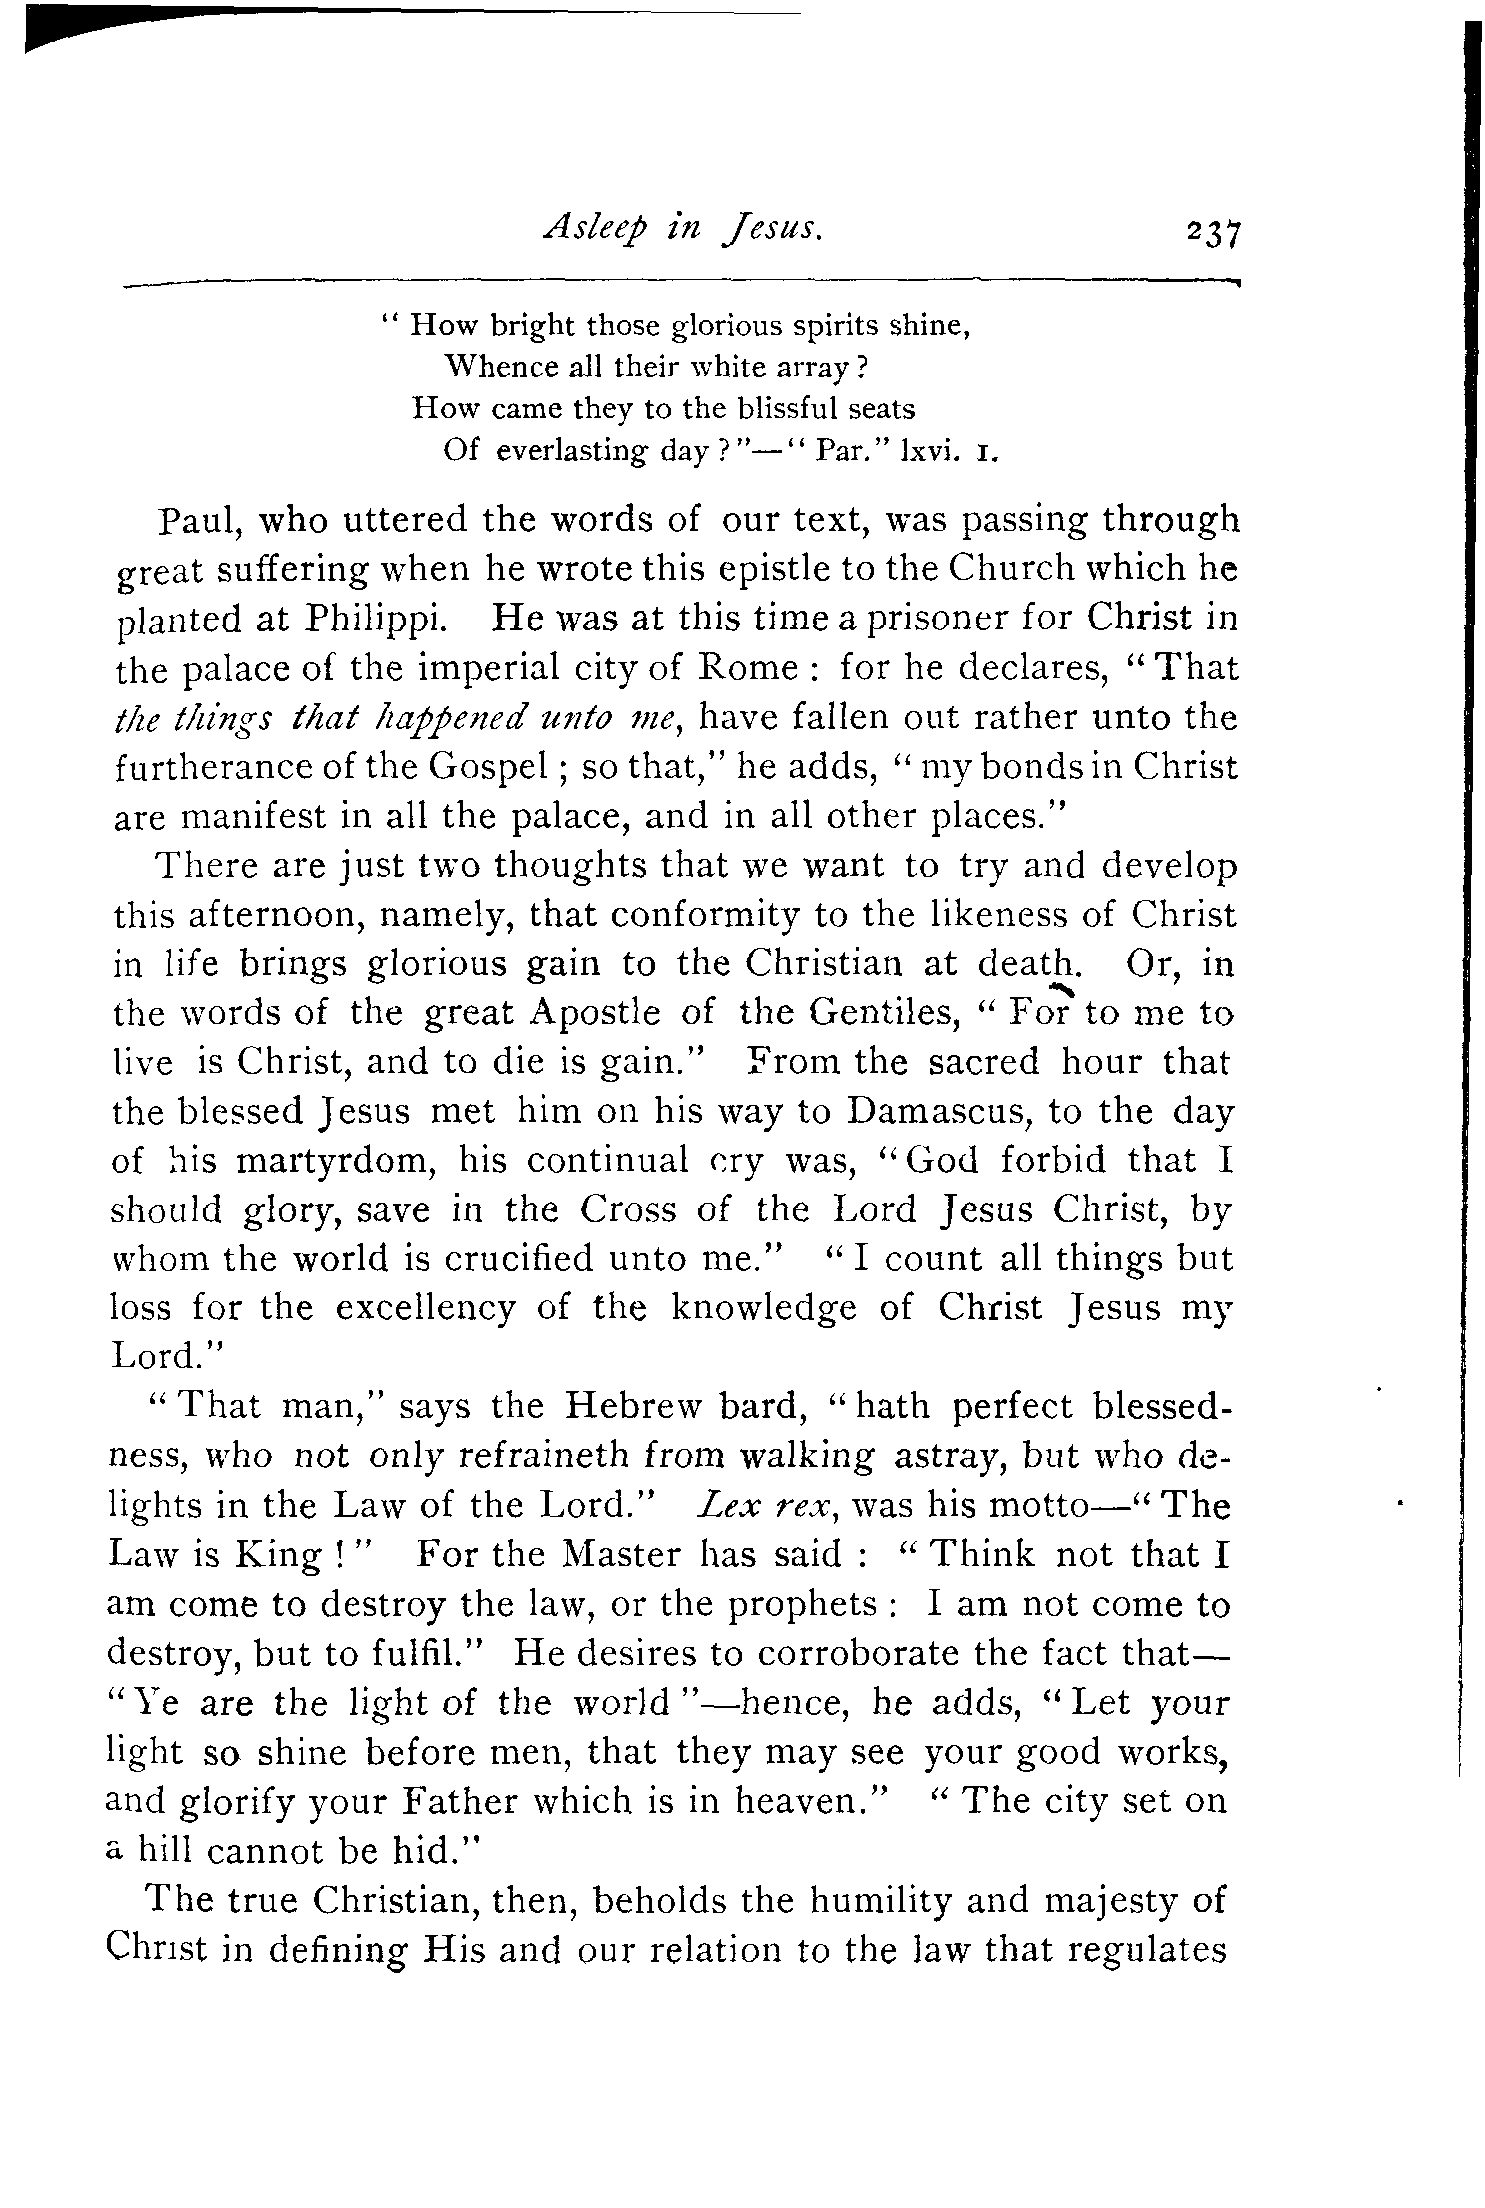 Asleep in Jesus. 237
“ How bright those glorious spirits shine,
Whence all their white array ?
How came they to the blissful seats
Of everlasting day ? ”—“ Par.” lxvi. 1.
Paul, who uttered the words of our text, was passing through
great suffering when he wrote this epistle to the Church which he
planted at Philippi. He was at this time a prisoner for Christ in
the palace of the imperial city of Rome : for he declares, “ That
the things that happened unto me, have fallen out rather unto the
furtherance of the Gospel ; so that,” he adds, “ my bonds in Christ
are manifest in all the palace, and in all other places.”
There are just two thoughts that we want to try and develop
this afternoon, namely, that conformity to the likeness of Christ
in life brings glorious gain to the Christian at death. Or, in
the words of the great Apostle of the Gentiles, “ For to me to
live is Christ, and to die is gain.” From the sacred hour that
the blessed Jesus met him on his way to Damascus, to the day
of his martyrdom, his continual cry was, “ God forbid that I
should glory, save in the Cross of the Lord Jesus Christ, by
whom the world is crucified unto me.” “ I count all things but
loss for the excellency of the knowledge of Christ Jesus my
Lord.”
“ That man,” says the Hebrew bard, “ hath perfect blessed-
ness, who not only refraineth from walking astray, but who de-
lights in the Law of the Lord.” Lex rex, was his motto—“ The
Law is King ! ” For the Master has said : “ Think not that I
am come to destroy the law, or the prophets : I am not come to
destroy, but to fulfil.” He desires to corroborate the fact that—
“ Ye are the light of the world ”—hence, he adds, “ Let your
light so shine before men, that they may see your good works,
and glorify your Father which is in heaven.” “ The city set on
a hill cannot be hid.”
The true Christian, then, beholds the humility and majesty of
Christ in defining His and our relation to the law that regulates